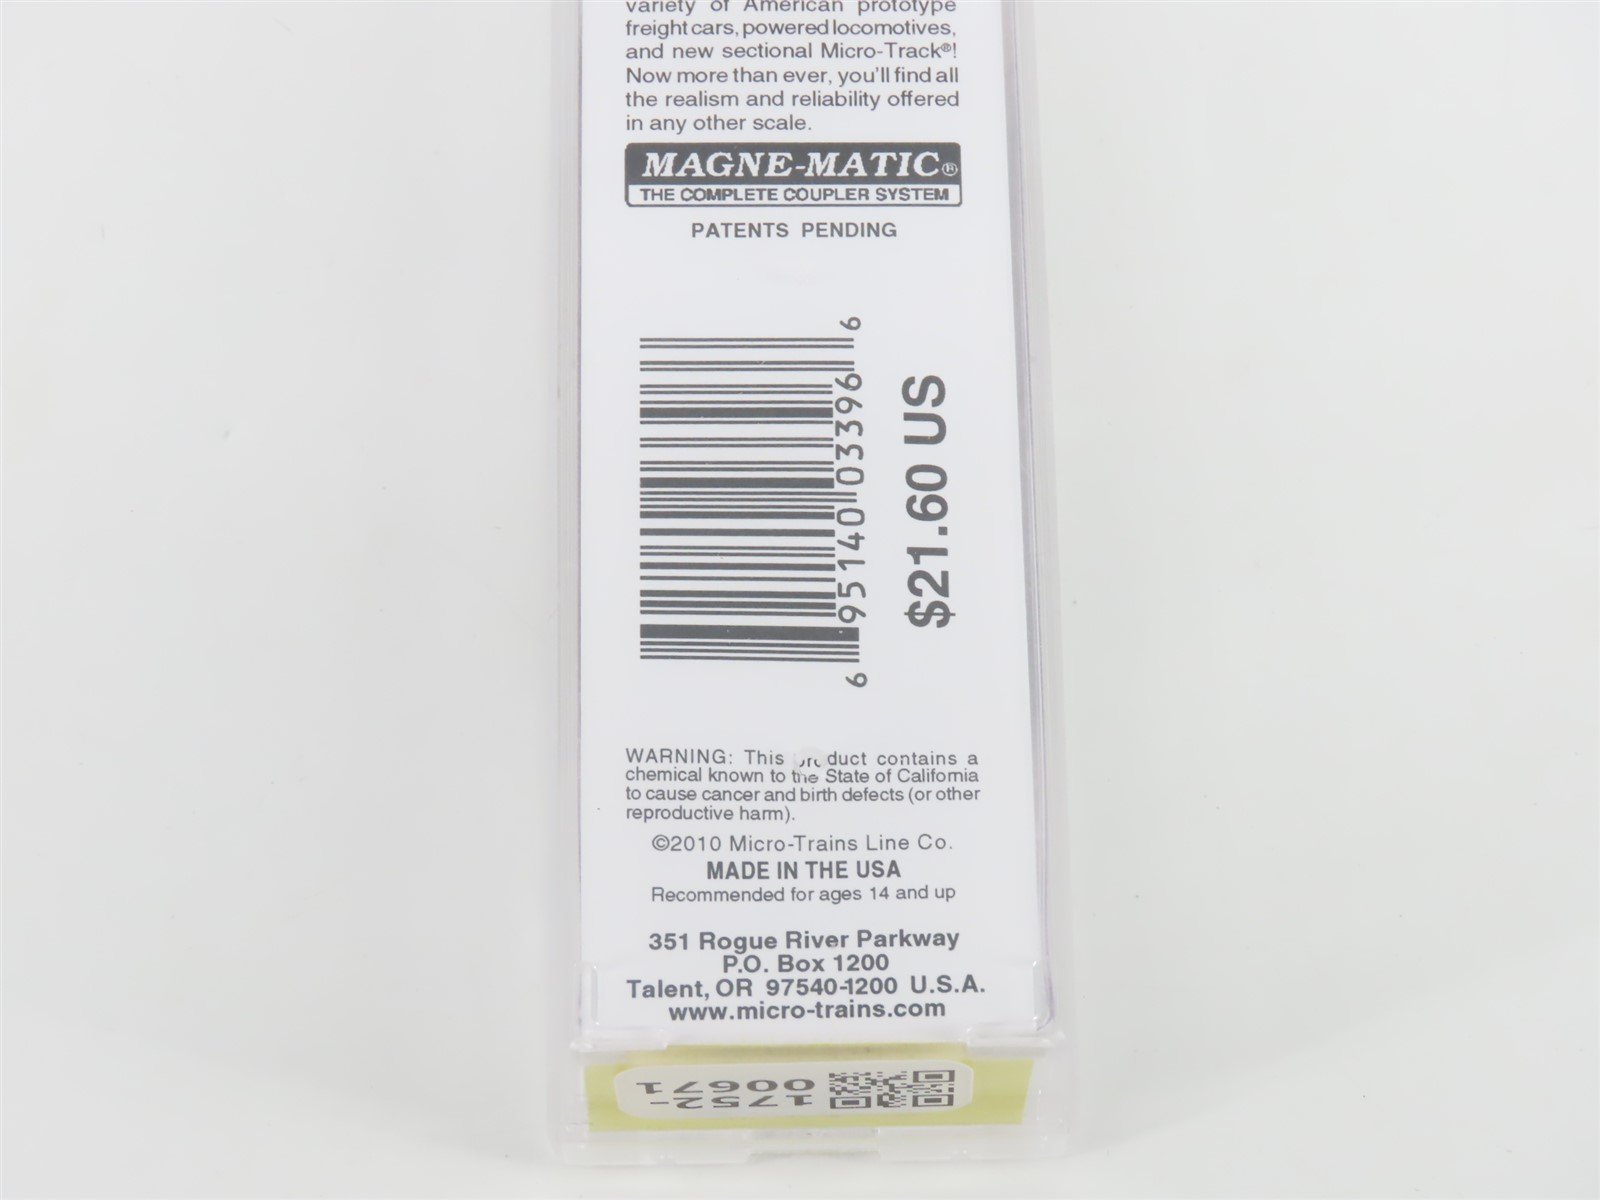 variety of American prototype
freight cars, powered locomotives,
and new sectional Micro-Track®!
Now more than ever, you'll find all
the realism and reliability offered
in any other scale.
MAGNE-MATIC®
THE COMPLETE COUPLER SYSTEM
PATENTS PENDING
6 95140 03396 6
$21.60 US
WARNING: This product contains a
chemical known to the State of California
to cause cancer and birth defects (or other
reproductive harm).
©2010 Micro-Trains Line Co.
MADE IN THE USA
Recommended for ages 14 and up
351 Rogue River Parkway
P.O. Box 1200
Talent, OR 97540-1200 U.S.A.
www.micro-trains.com
1752-
00671